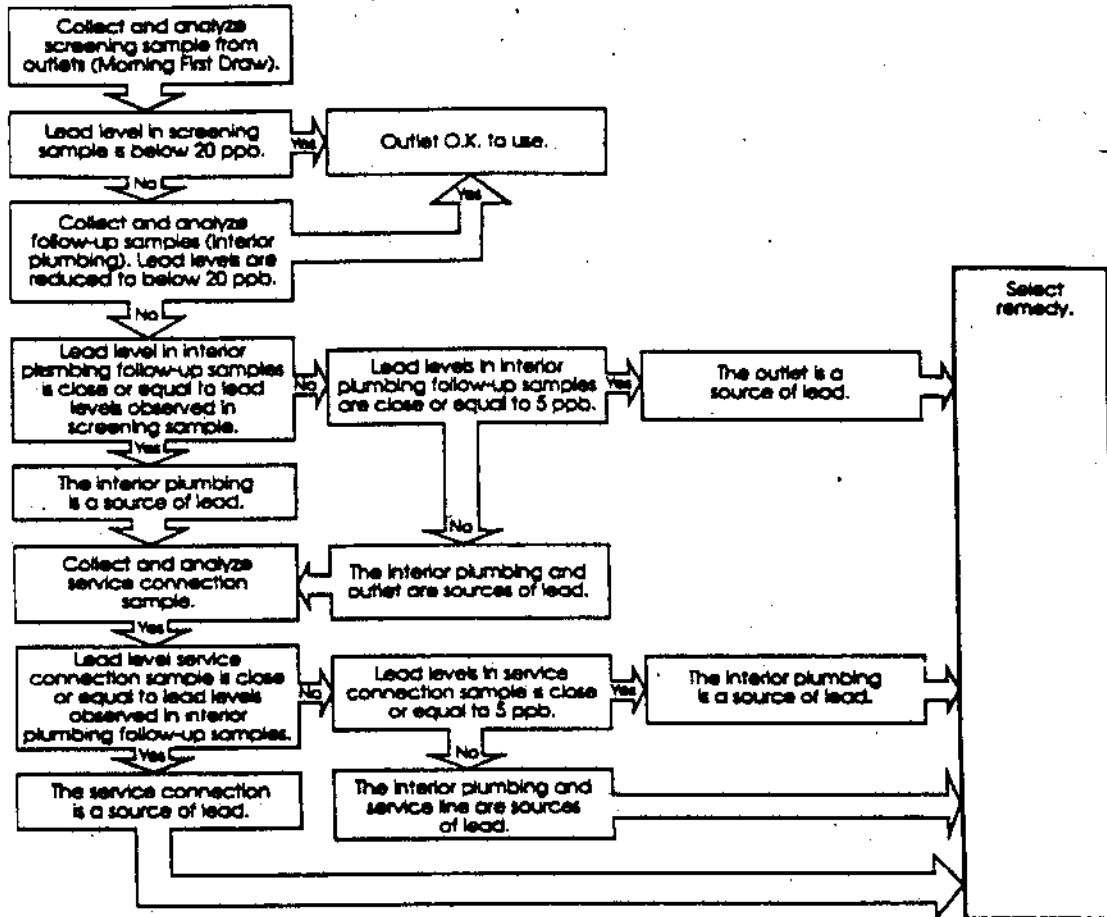 Collect and analyze
screening sample from
outlets (Morning First Draw).
Lead level in screening
sample is below 20 ppb.
Yes
Outlet O.K. to use.
No
Yes
Collect and analyze
follow-up samples (Interior
plumbing). Lead levels are
reduced to below 20 ppb.
No
Select
remedy.
Lead level in interior
plumbing follow-up samples
is close or equal to lead
levels observed in
screening sample.
No
Lead levels in interior
plumbing follow-up samples
are close or equal to 5 ppb.
Yes
The outlet is a
source of lead.
Yes
The interior plumbing
is a source of lead.
No
Collect and analyze
service connection
sample.
The interior plumbing and
outlet are sources of lead.
Yes
Lead level service
connection sample is close
or equal to lead levels
observed in interior
plumbing follow-up samples.
No
Lead levels in service
connection sample is close
or equal to 5 ppb.
Yes
The interior plumbing
is a source of lead.
Yes
No
The service connection
is a source of lead.
The interior plumbing and
service line are sources
of lead.